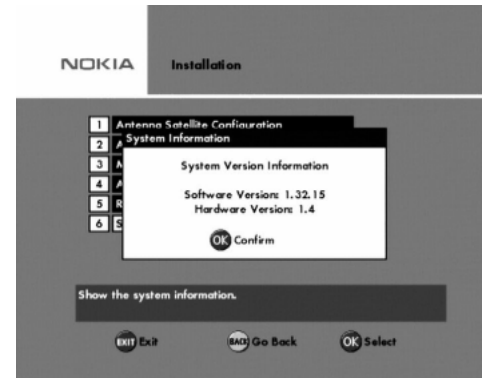 NOKIA
Installation
1 Antenna Satellite Configuration
System Information
2 A
3
4 A
5 R
6 S
System Version Information
Software Version: 1.32.15
Hardware Version: 1.4
OK Confirm
Show the system information.
EXIT Exit
BACK Go Back
OK Select